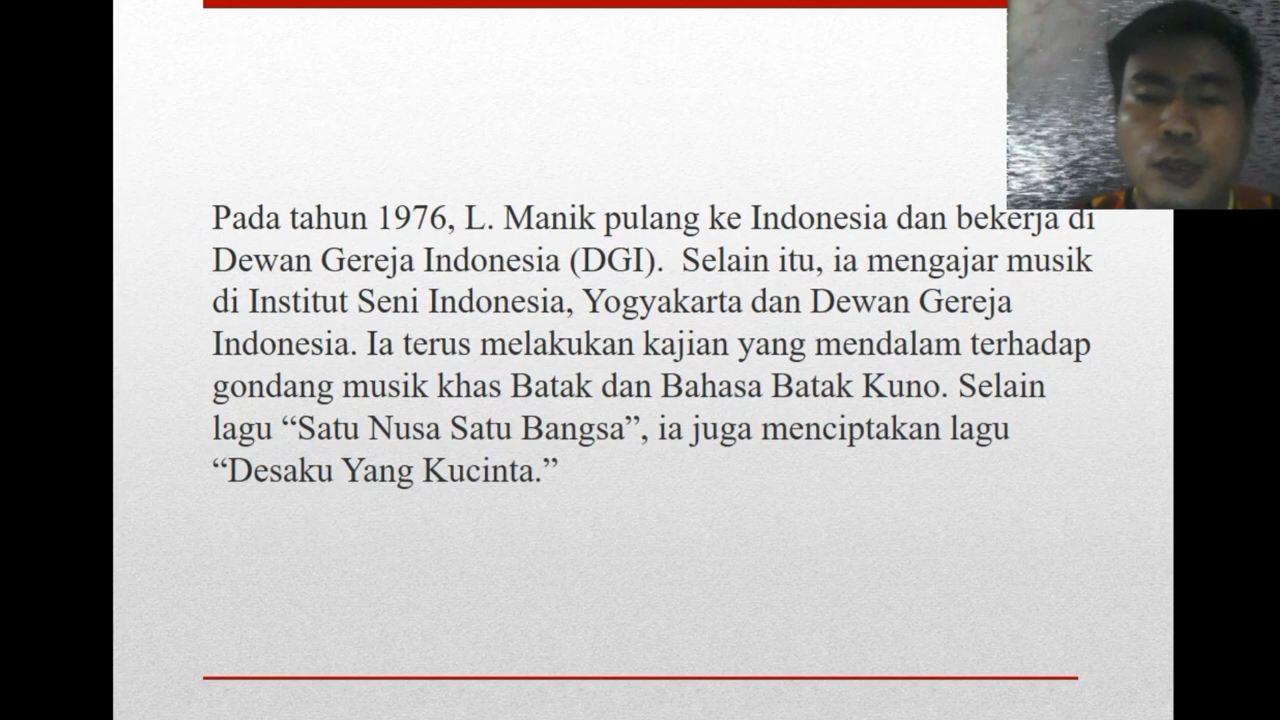 Pada tahun 1976, L. Manik pulang ke Indonesia dan bekerja di
Dewan Gereja Indonesia (DGI).  Selain itu, ia mengajar musik
di Institut Seni Indonesia, Yogyakarta dan Dewan Gereja
Indonesia. Ia terus melakukan kajian yang mendalam terhadap
gondang musik khas Batak dan Bahasa Batak Kuno. Selain
lagu “Satu Nusa Satu Bangsa”, ia juga menciptakan lagu
“Desaku Yang Kucinta.”